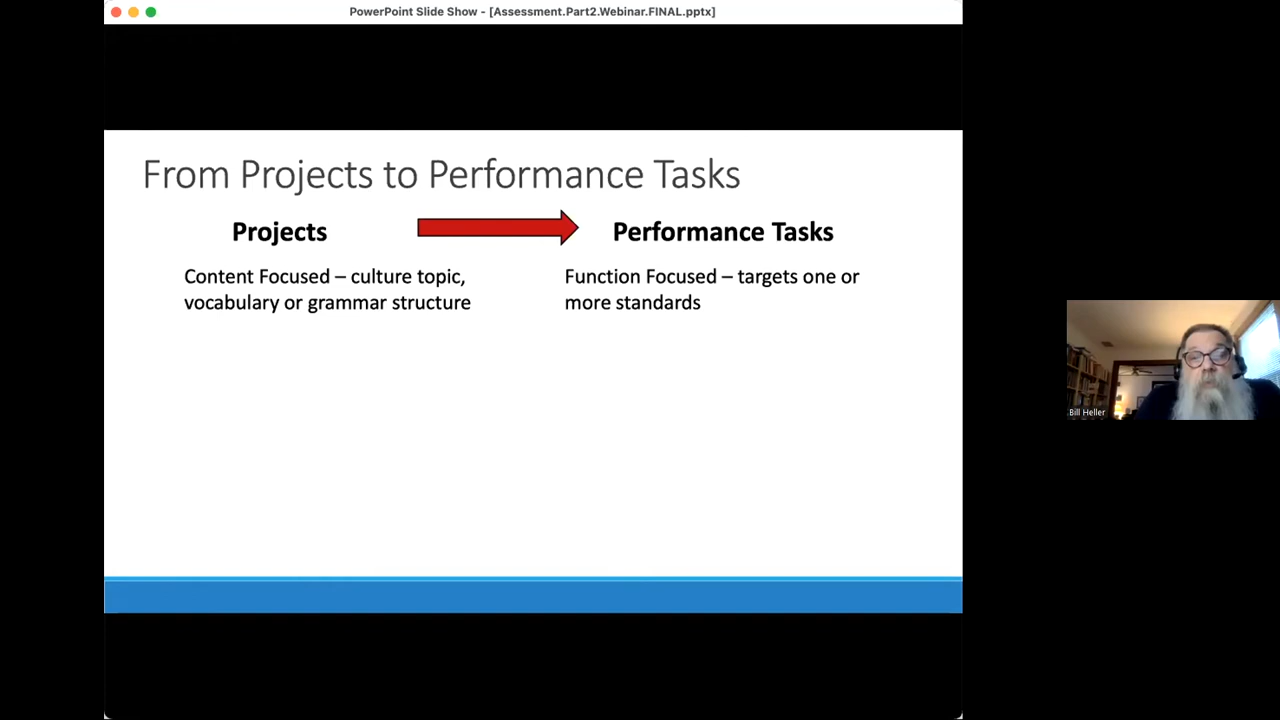 PowerPoint Slide Show - [Assessment.Part2.Webinar.FINAL.pptx]
From Projects to Performance Tasks
Projects
Performance Tasks
Content Focused – culture topic,
vocabulary or grammar structure
Function Focused – targets one or
more standards
Bill Heller